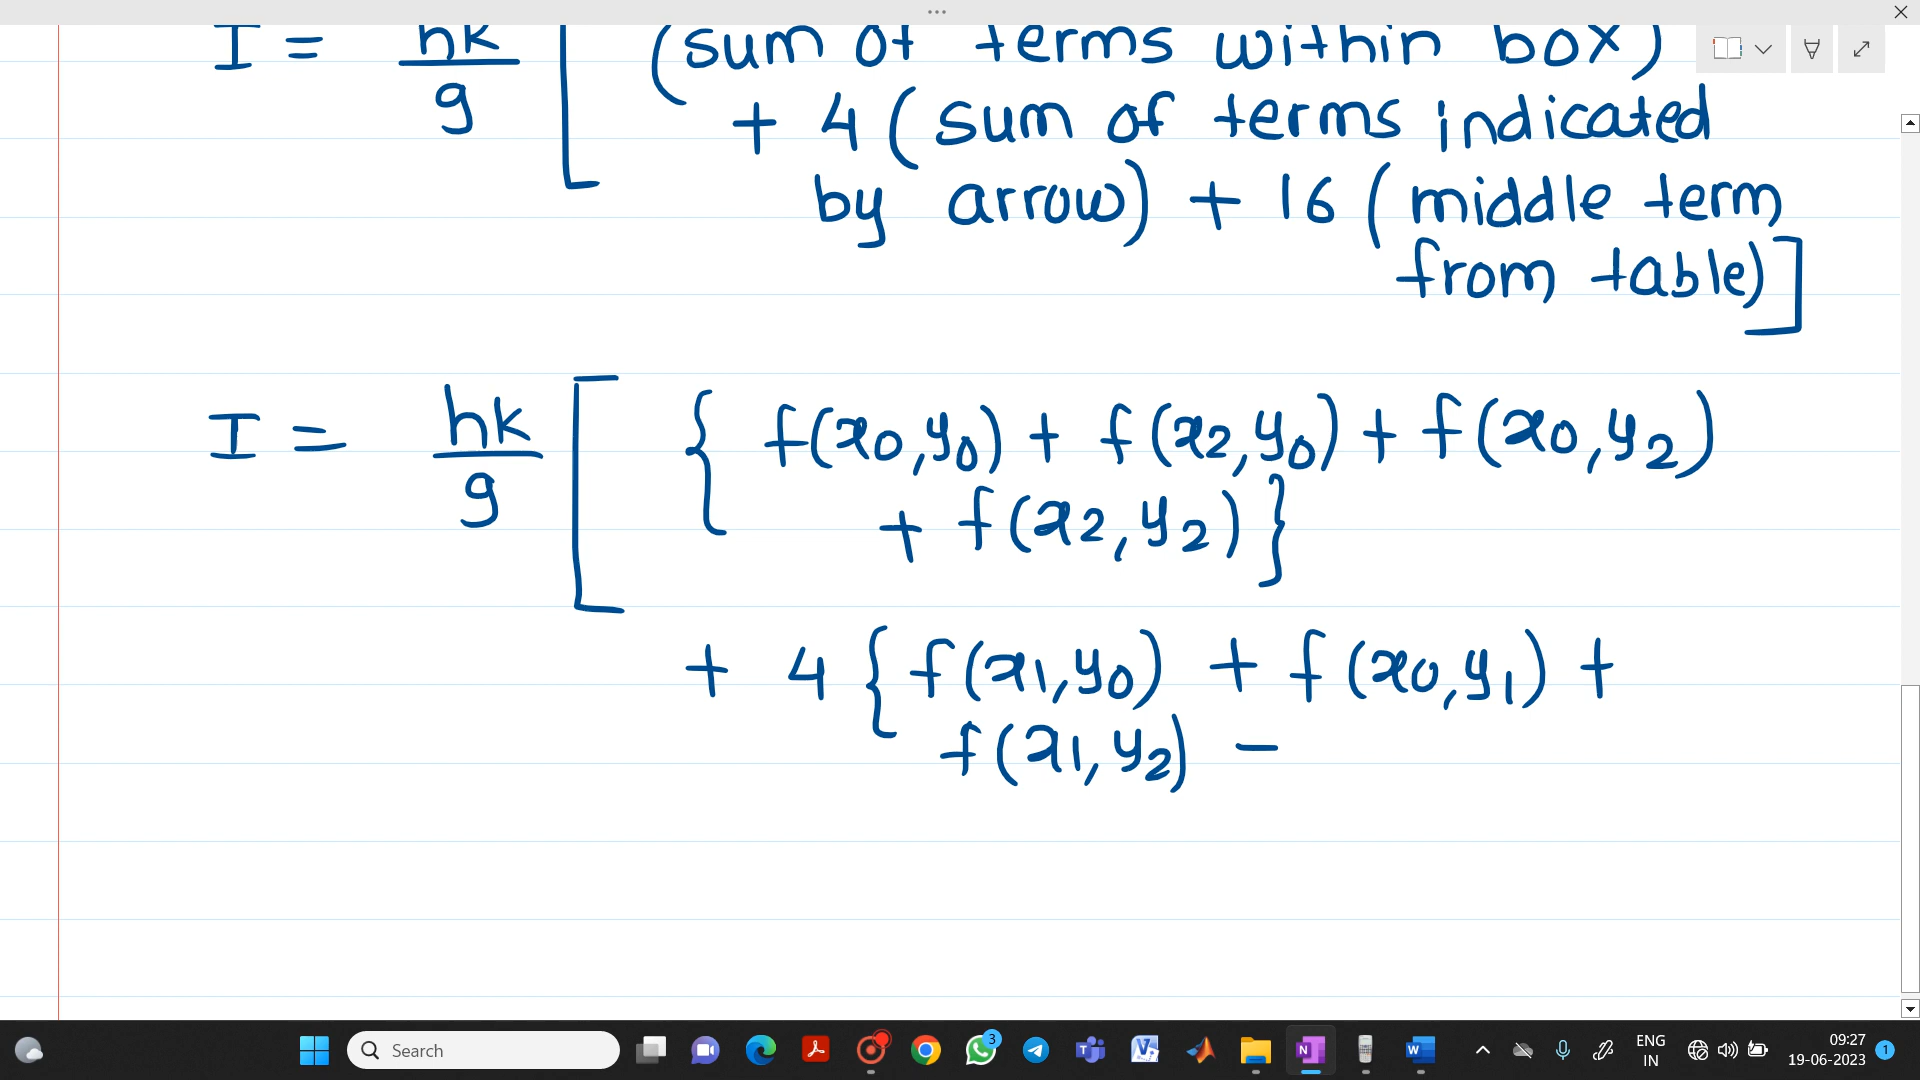 I = hk/9 [ (sum of terms within box)
+ 4 ( sum of terms indicated
by arrow) + 16 ( middle term
from table) ]
I = hk/9 [ { f(x0,y0) + f(x2,y0) + f(x0,y2)
+ f(x2,y2) }
+ 4 { f(x1,y0) + f(x0,y1) +
f(x1,y2) −
Search
3
ENG
IN
09:27
19-06-2023
1